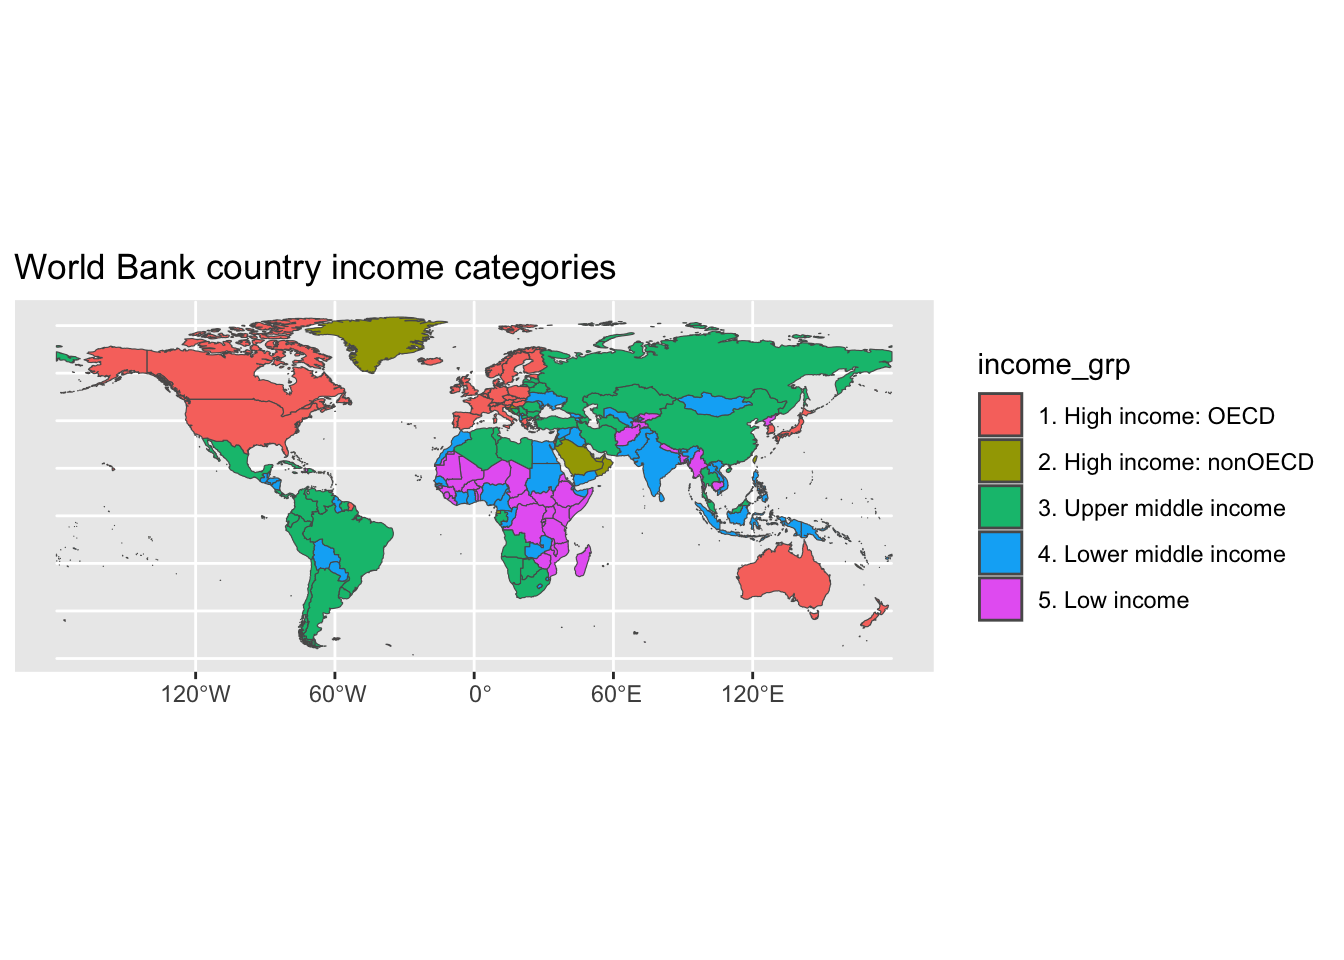 World Bank country income categories
income_grp
1. High income: OECD
2. High income: nonOECD
3. Upper middle income
4. Lower middle income
5. Low income
120°W 60°W 0° 60°E 120°E